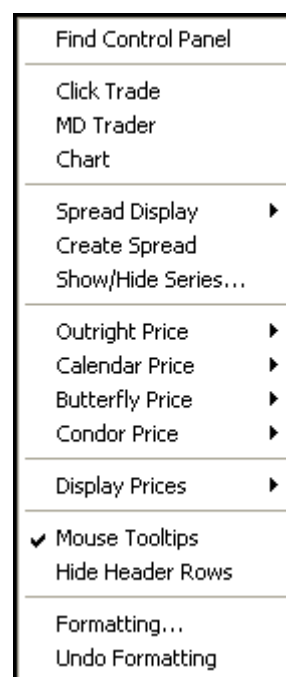 Find Control Panel
Click Trade
MD Trader
Chart
Spread Display
Create Spread
Show/Hide Series...
Outright Price
Calendar Price
Butterfly Price
Condor Price
Display Prices
Mouse Tooltips
Hide Header Rows
Formatting...
Undo Formatting